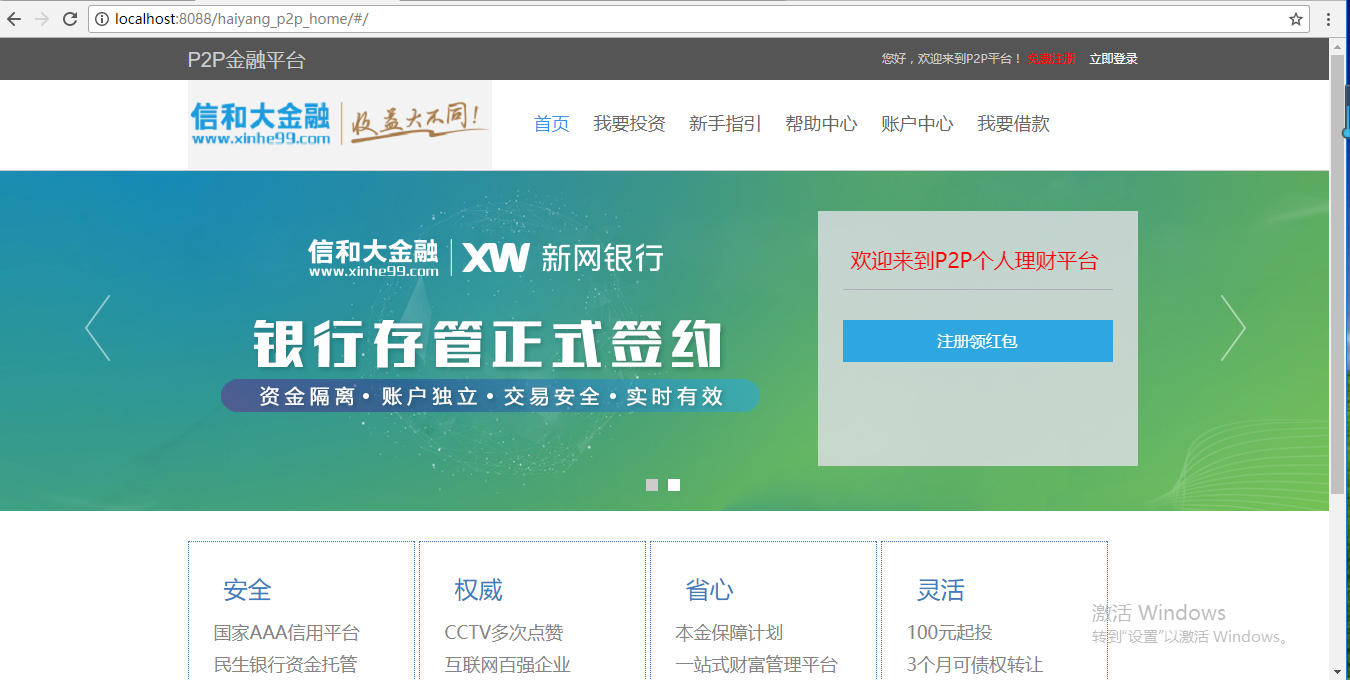 localhost:8088/haiyang_p2p_home/#/
P2P金融平台
您好，欢迎来到P2P平台！ 免费注册 立即登录
信和大金融 收益大不同！
www.xinhe99.com
首页 我要投资 新手指引 帮助中心 账户中心 我要借款
信和大金融 XW 新网银行
www.xinhe99.com
银行存管正式签约
资金隔离• 账户独立• 交易安全• 实时有效
欢迎来到P2P个人理财平台
注册领红包
安全 权威 省心 灵活
国家AAA信用平台 CCTV多次点赞 本金保障计划 100元起投
民生银行资金托管 互联网百强企业 一站式财富管理平台 3个月可债权转让
激活 Windows
转到"设置"以激活 Windows。